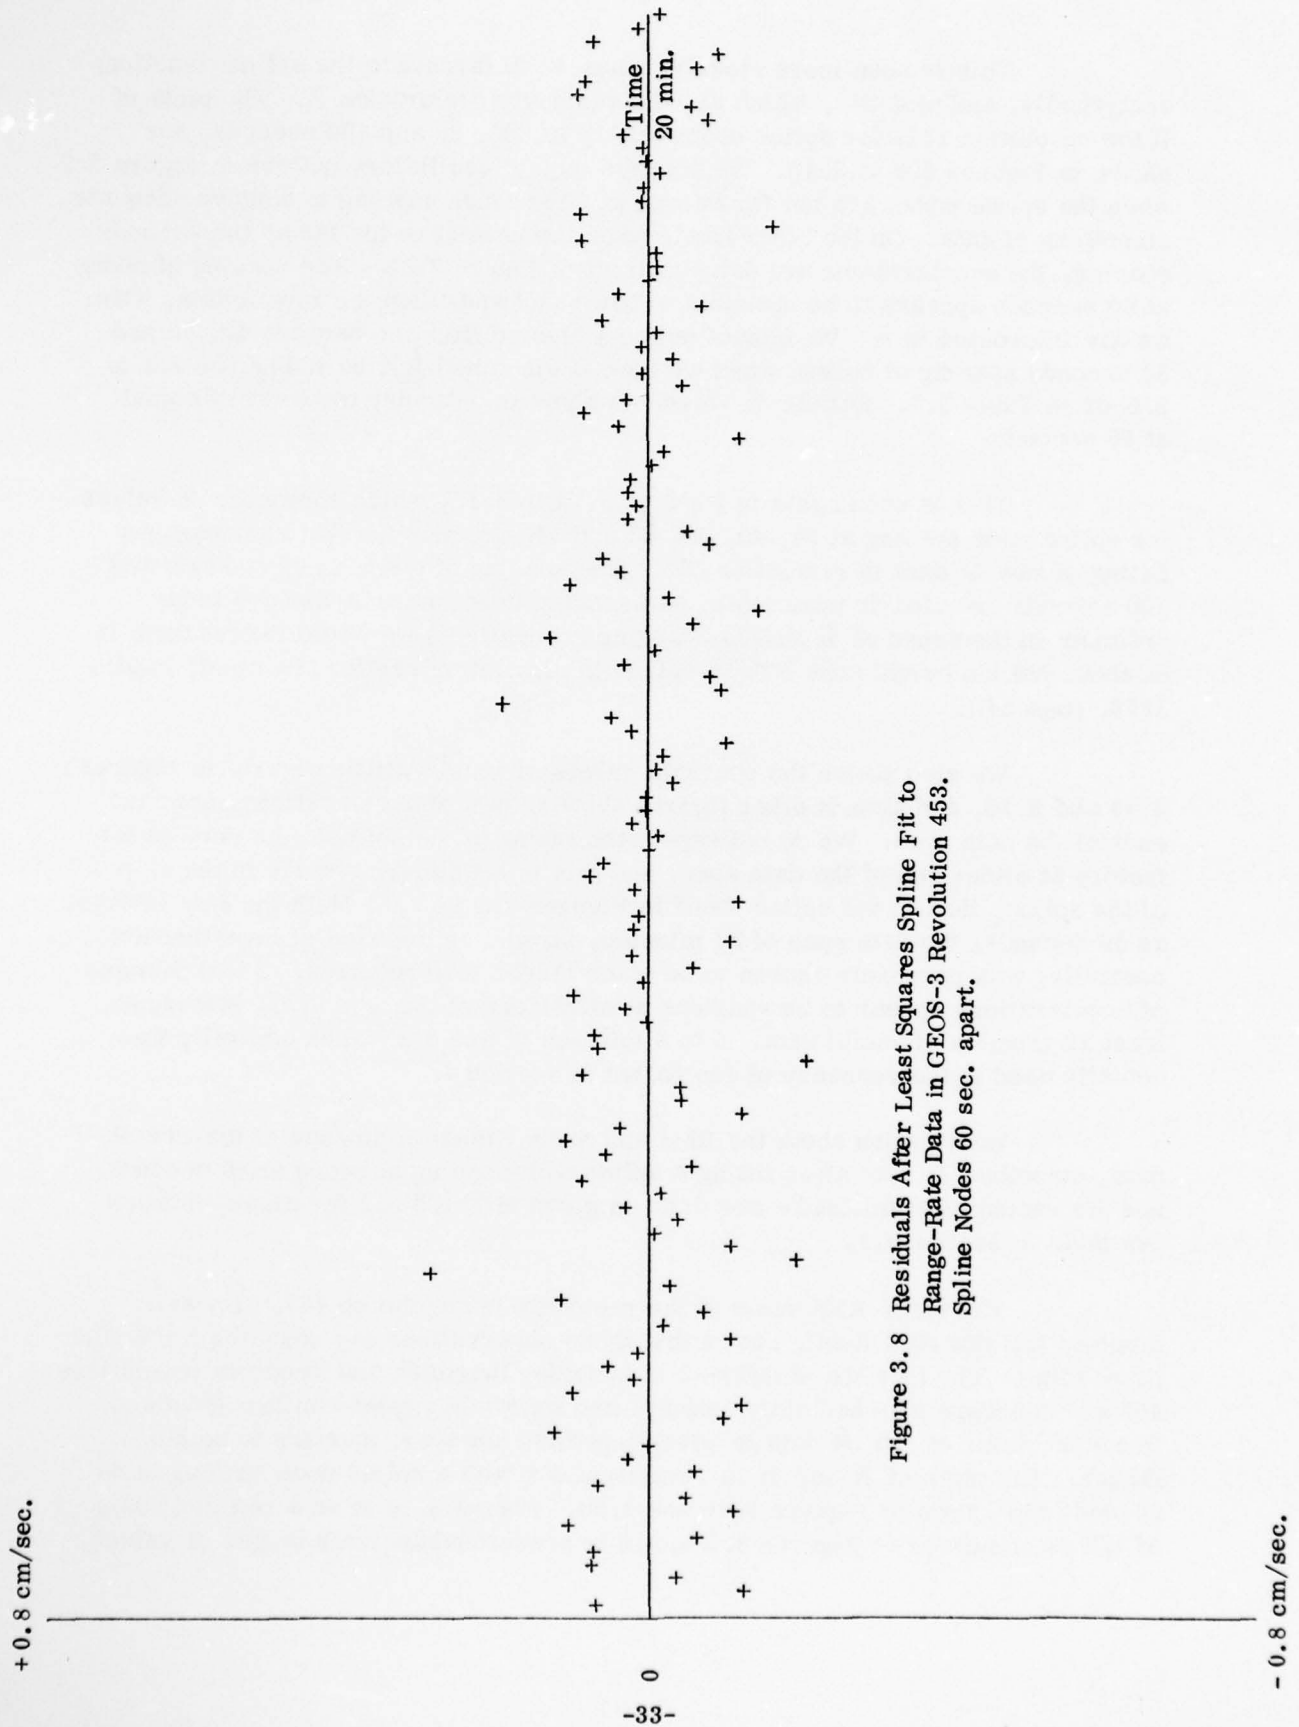 +0.8 cm/sec.
0
Time
20 min.
- 0.8 cm/sec.
Figure 3.8 Residuals After Least Squares Spline Fit to
Range-Rate Data in GEOS-3 Revolution 453.
Spline Nodes 60 sec. apart.
-33-